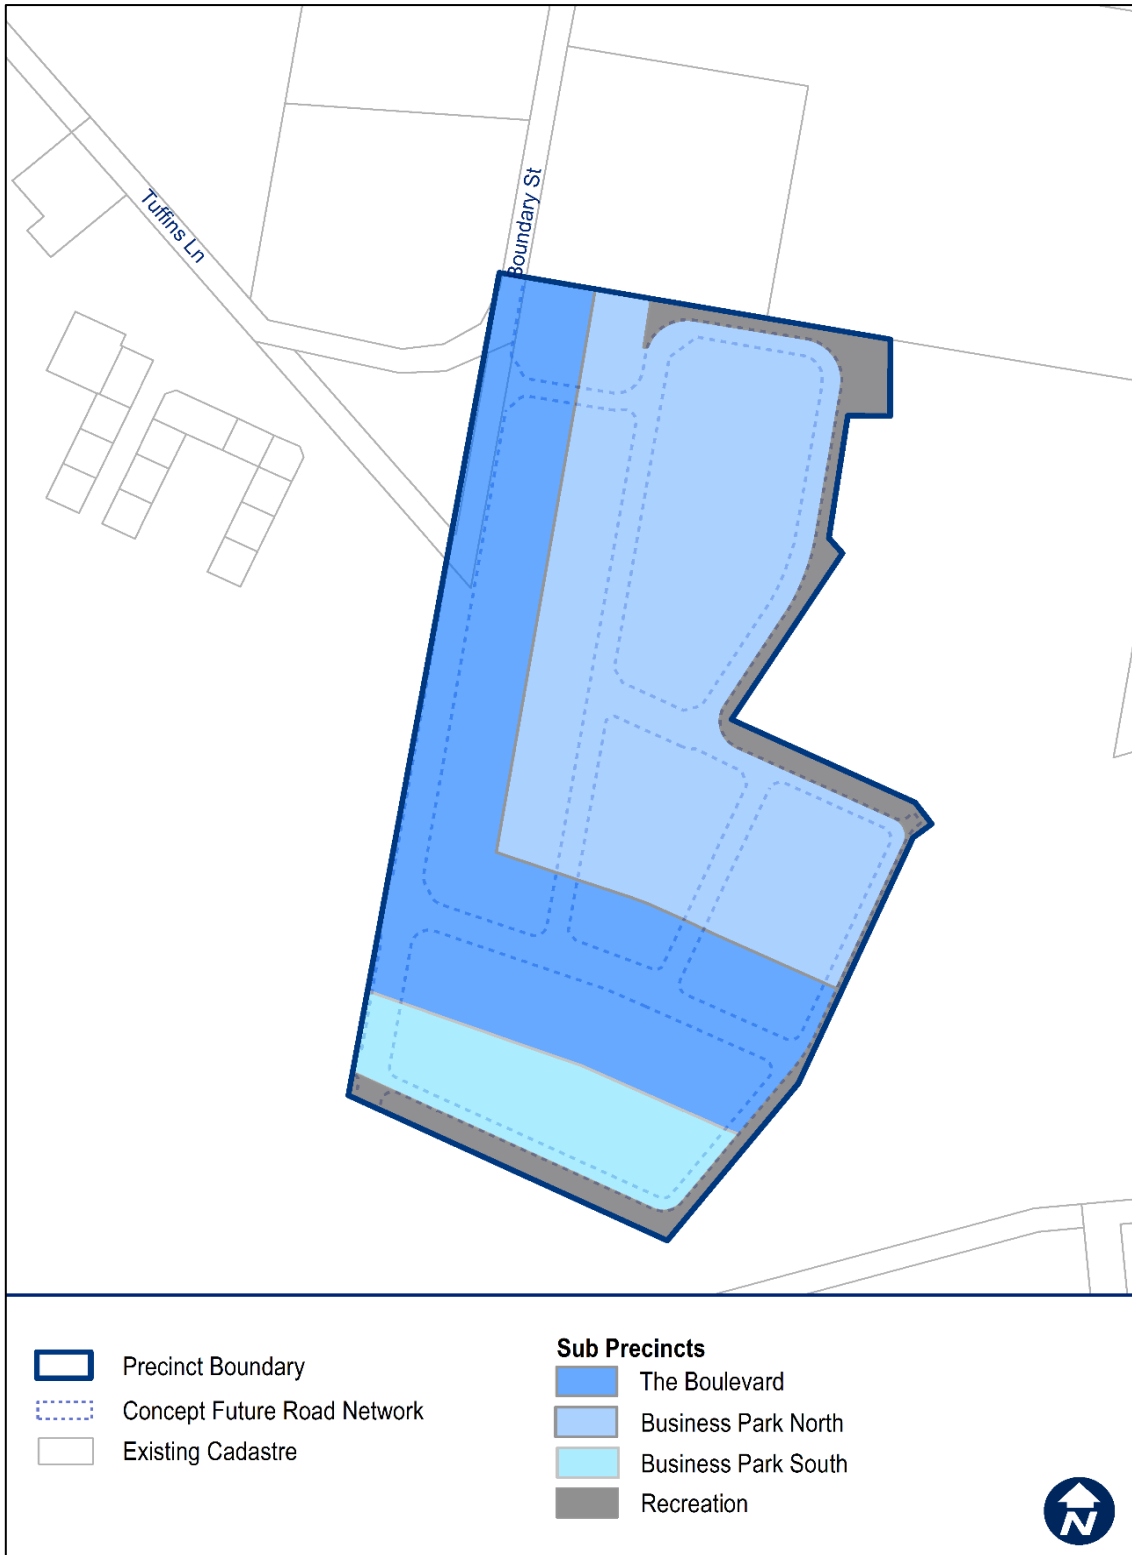 Tuffins Ln
Boundary St
Precinct Boundary
Concept Future Road Network
Existing Cadastre
Sub Precincts
The Boulevard
Business Park North
Business Park South
Recreation
N